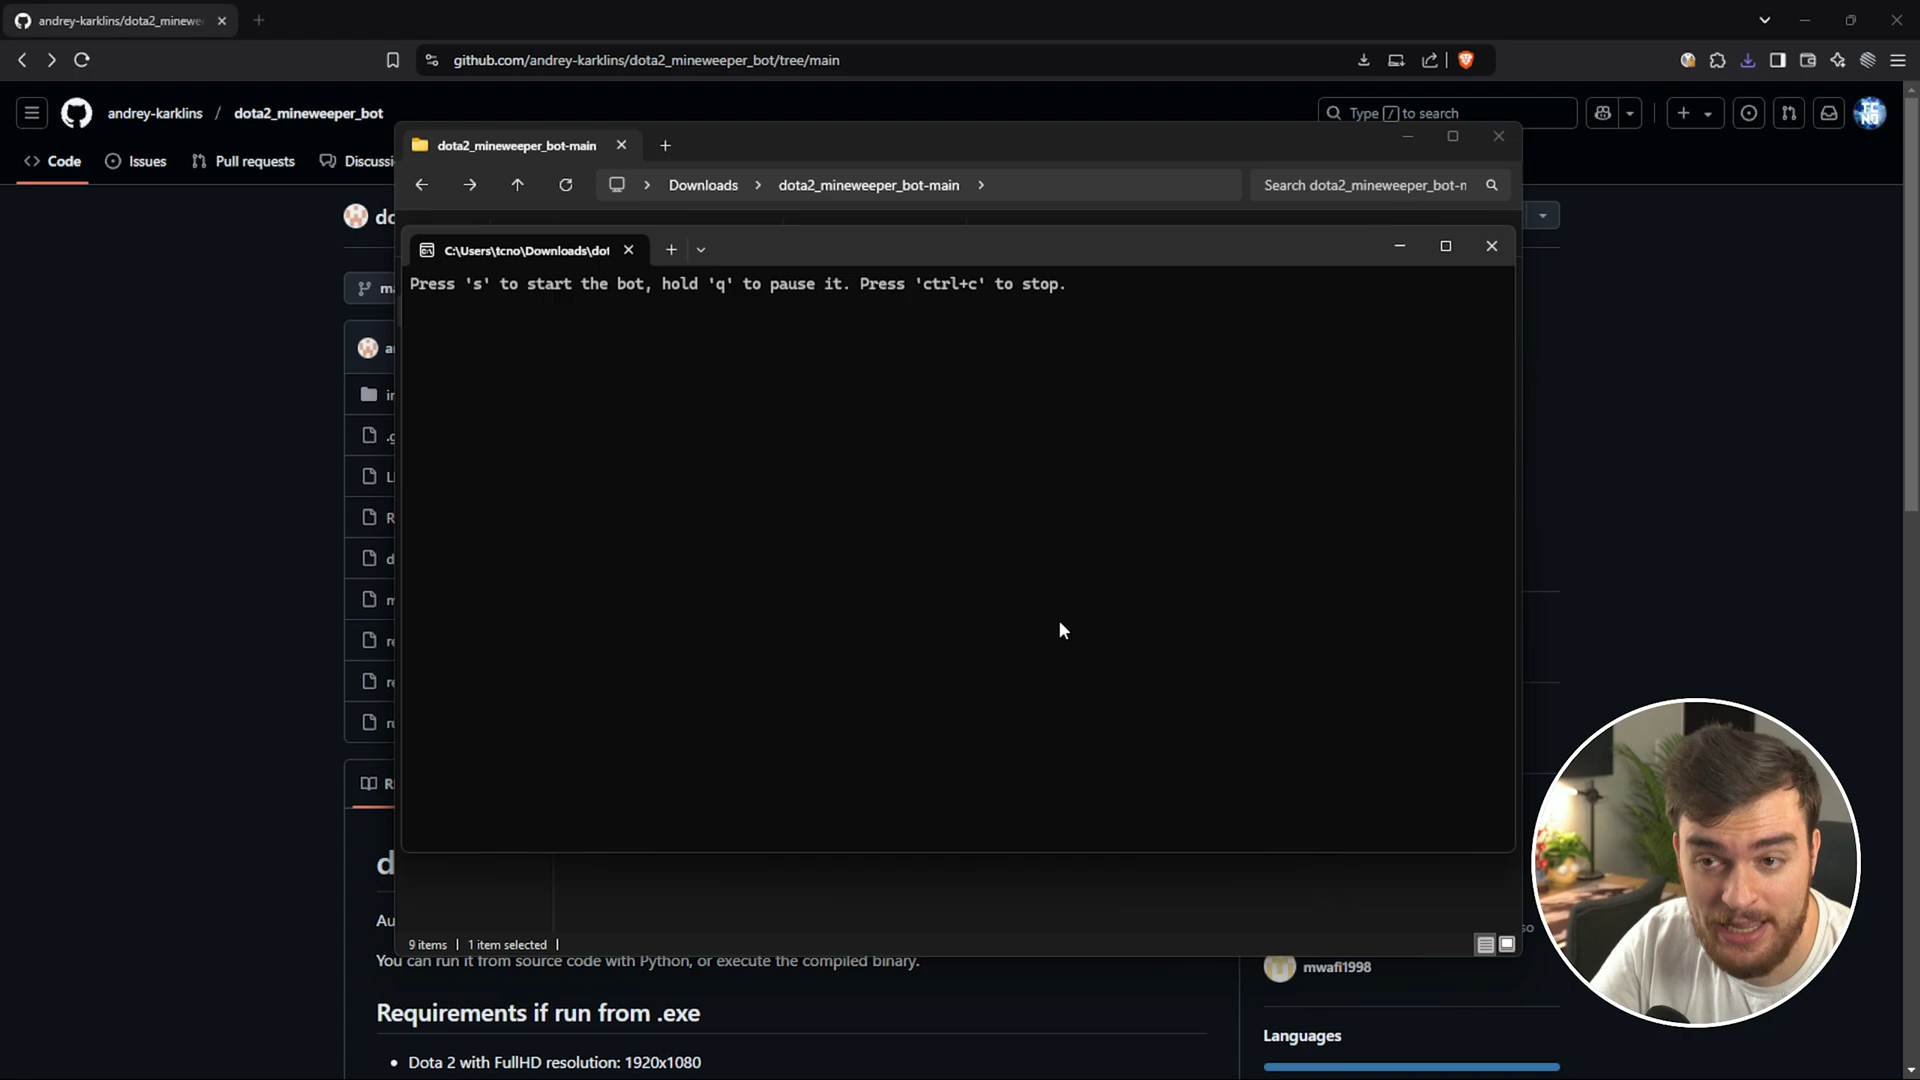 andrey-karklins/dota2_minewe
github.com/andrey-karklins/dota2_mineweeper_bot/tree/main
andrey-karklins / dota2_mineweeper_bot
Type / to search
Code
Issues
Pull requests
Discussi
dota2_mineweeper_bot-main
Downloads
dota2_mineweeper_bot-main
Search dota2_mineweeper_bot-n
do
C:\Users\tcno\Downloads\dot
Press 's' to start the bot, hold 'q' to pause it. Press 'ctrl+c' to stop.
d
Au
9 items
1 item selected
You can run it from source code with Python, or execute the compiled binary.
mwafi1998
Requirements if run from .exe
Languages
Dota 2 with FullHD resolution: 1920x1080